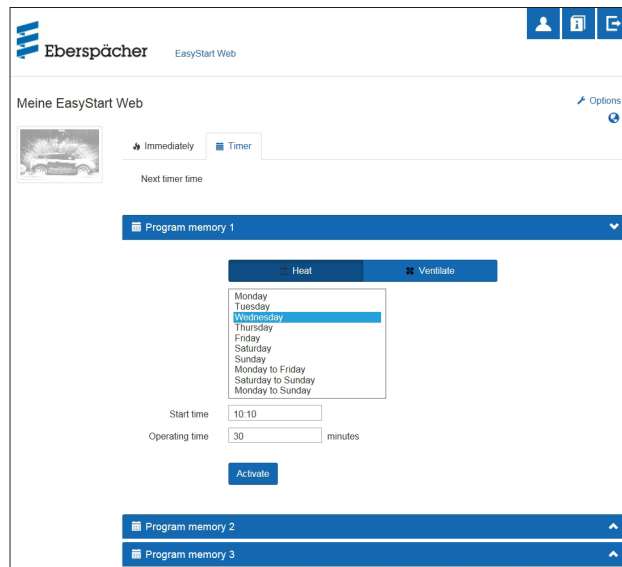 Eberspächer
EasyStart Web
Meine EasyStart Web
Options
Immediately
Timer
Next timer time
Program memory 1
Heat
Ventilate
Monday
Tuesday
Wednesday
Thursday
Friday
Saturday
Sunday
Monday to Friday
Saturday to Sunday
Monday to Sunday
Start time
10:10
Operating time
30
minutes
Activate
Program memory 2
Program memory 3